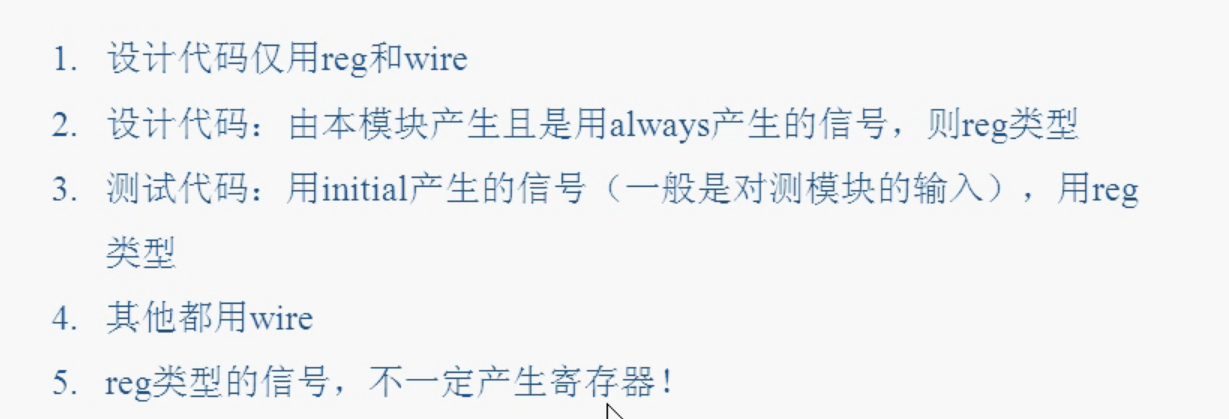 1. 设计代码仅用reg和wire
2. 设计代码：由本模块产生且是用always产生的信号，则reg类型
3. 测试代码：用initial产生的信号（一般是对测模块的输入），用reg
类型
4. 其他都用wire
5. reg类型的信号，不一定产生寄存器！